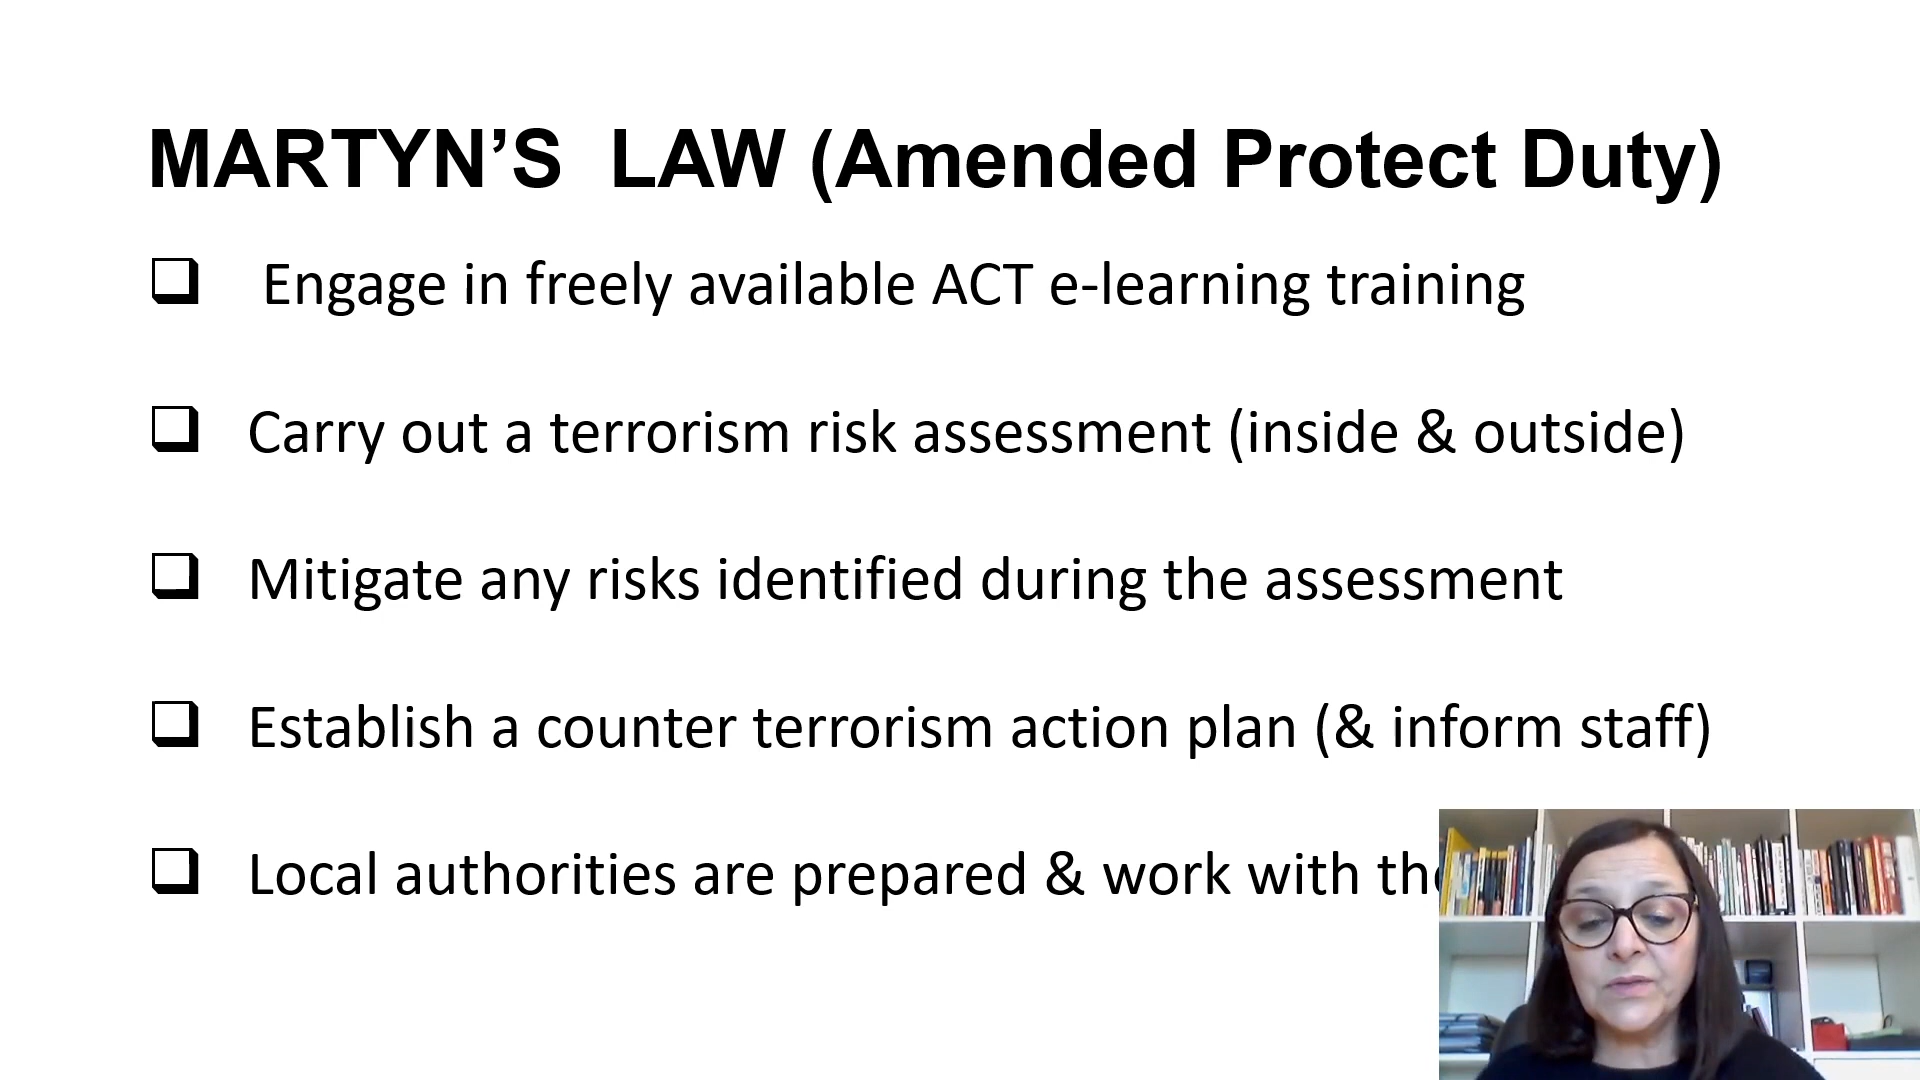 MARTYN’S LAW (Amended Protect Duty)
❑ Engage in freely available ACT e-learning training
❑ Carry out a terrorism risk assessment (inside & outside)
❑ Mitigate any risks identified during the assessment
❑ Establish a counter terrorism action plan (& inform staff)
❑ Local authorities are prepared & work with